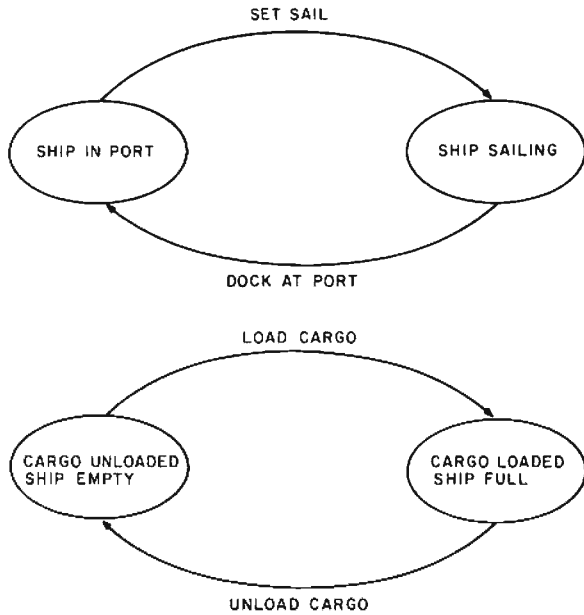 SET SAIL
SHIP IN PORT
SHIP SAILING
DOCK AT PORT
LOAD CARGO
CARGO UNLOADED
SHIP EMPTY
CARGO LOADED
SHIP FULL
UNLOAD CARGO